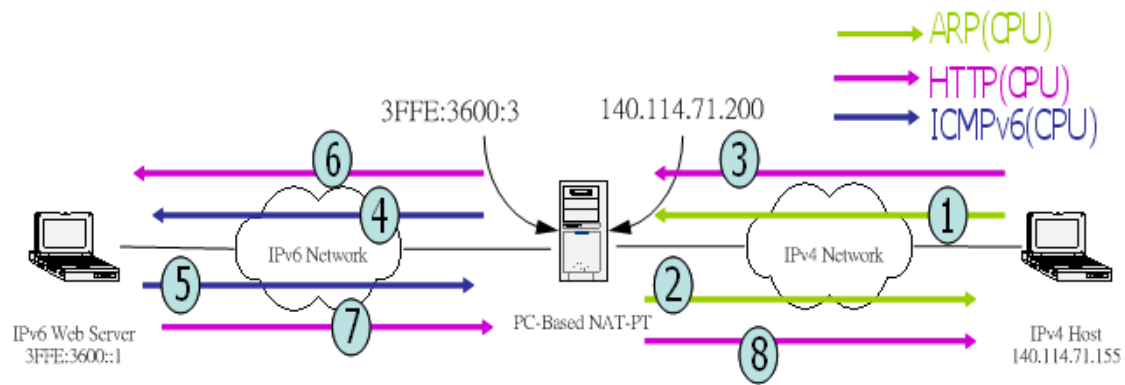 ARP(CPU)
HTTP(CPU)
ICMPv6(CPU)
3FFE:3600:3
140.114.71.200
6
3
4
1
IPv6 Network
IPv4 Network
5
2
7
8
PC-Based NAT-PT
IPv6 Web Server
3FFE:3600::1
IPv4 Host
140.114.71.155